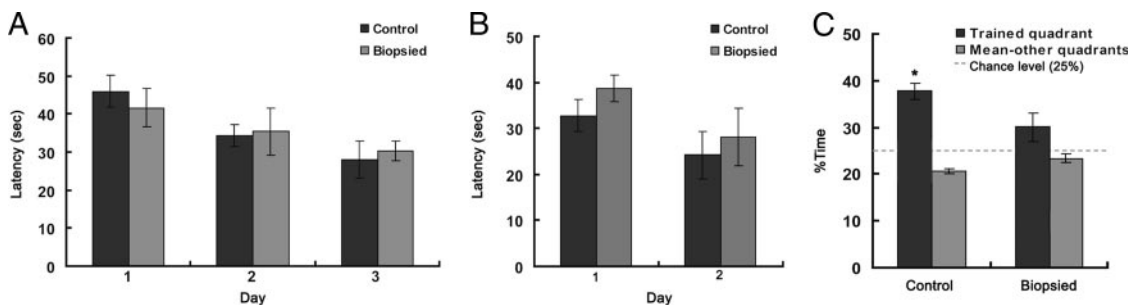 A
Control
Biopsied
60
50
40
30
20
10
0
Latency (sec)
1
2
3
Day
B
Control
Biopsied
50
40
30
20
10
0
Latency (sec)
1
2
Day
C
Trained quadrant
Mean-other quadrants
Chance level (25%)
50
40
30
20
10
0
%Time
*
Control
Biopsied